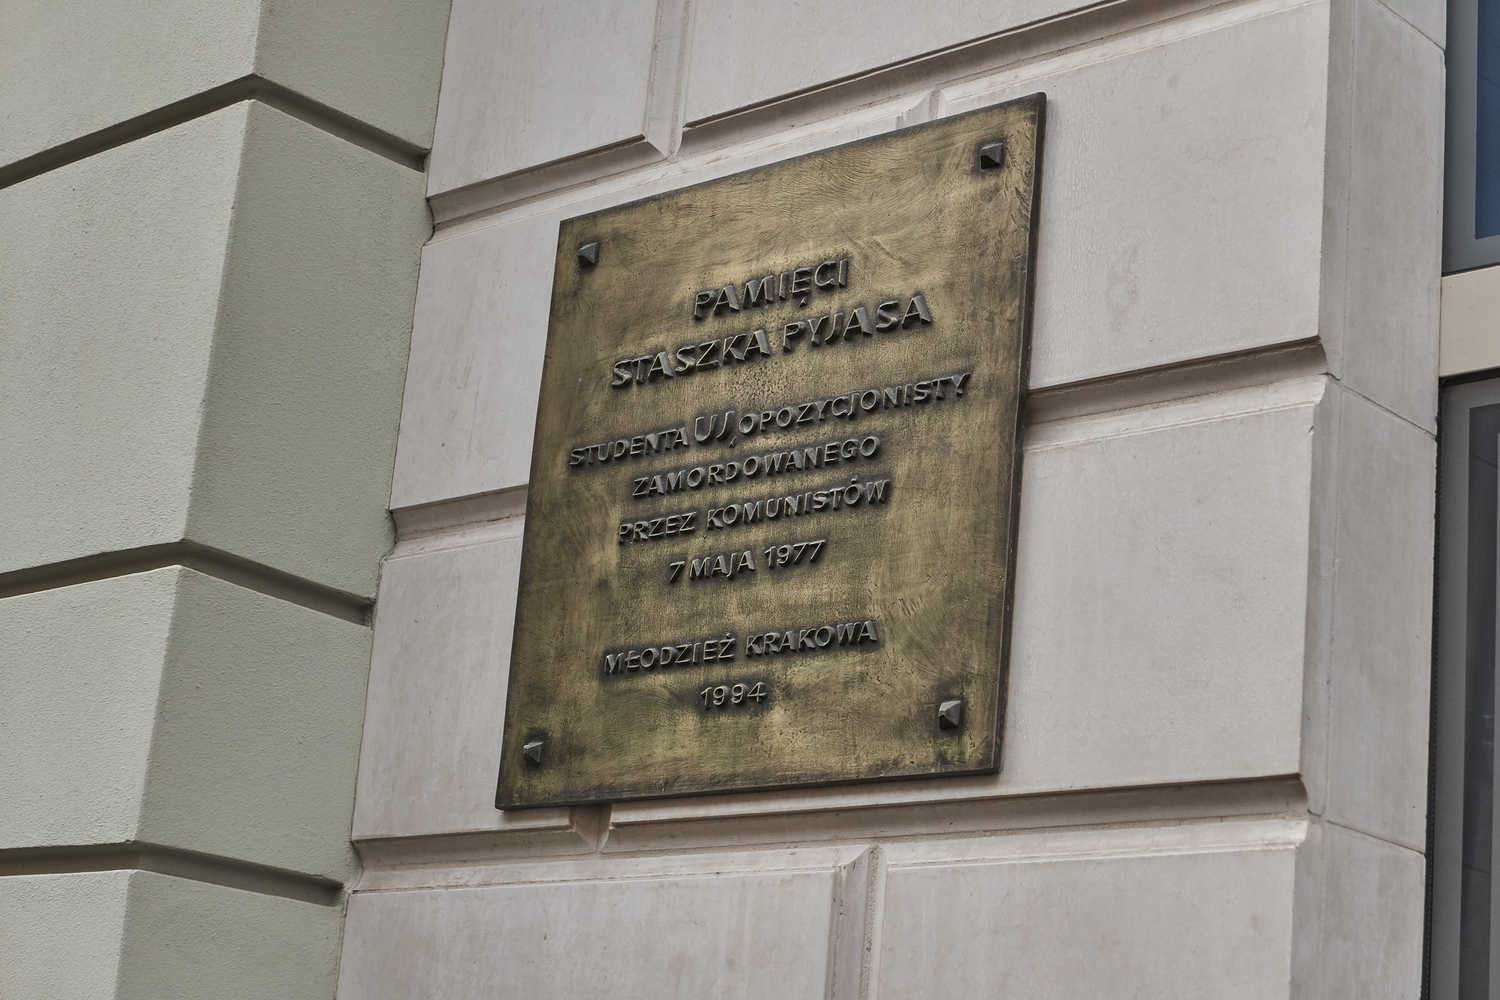 PAMIĘCI
STASZKA PYJASA
STUDENTA UJ, OPOZYCJONISTY
ZAMORDOWANEGO
PRZEZ KOMUNISTÓW
7 MAJA 1977
MŁODZIEŻ KRAKOWA
1994